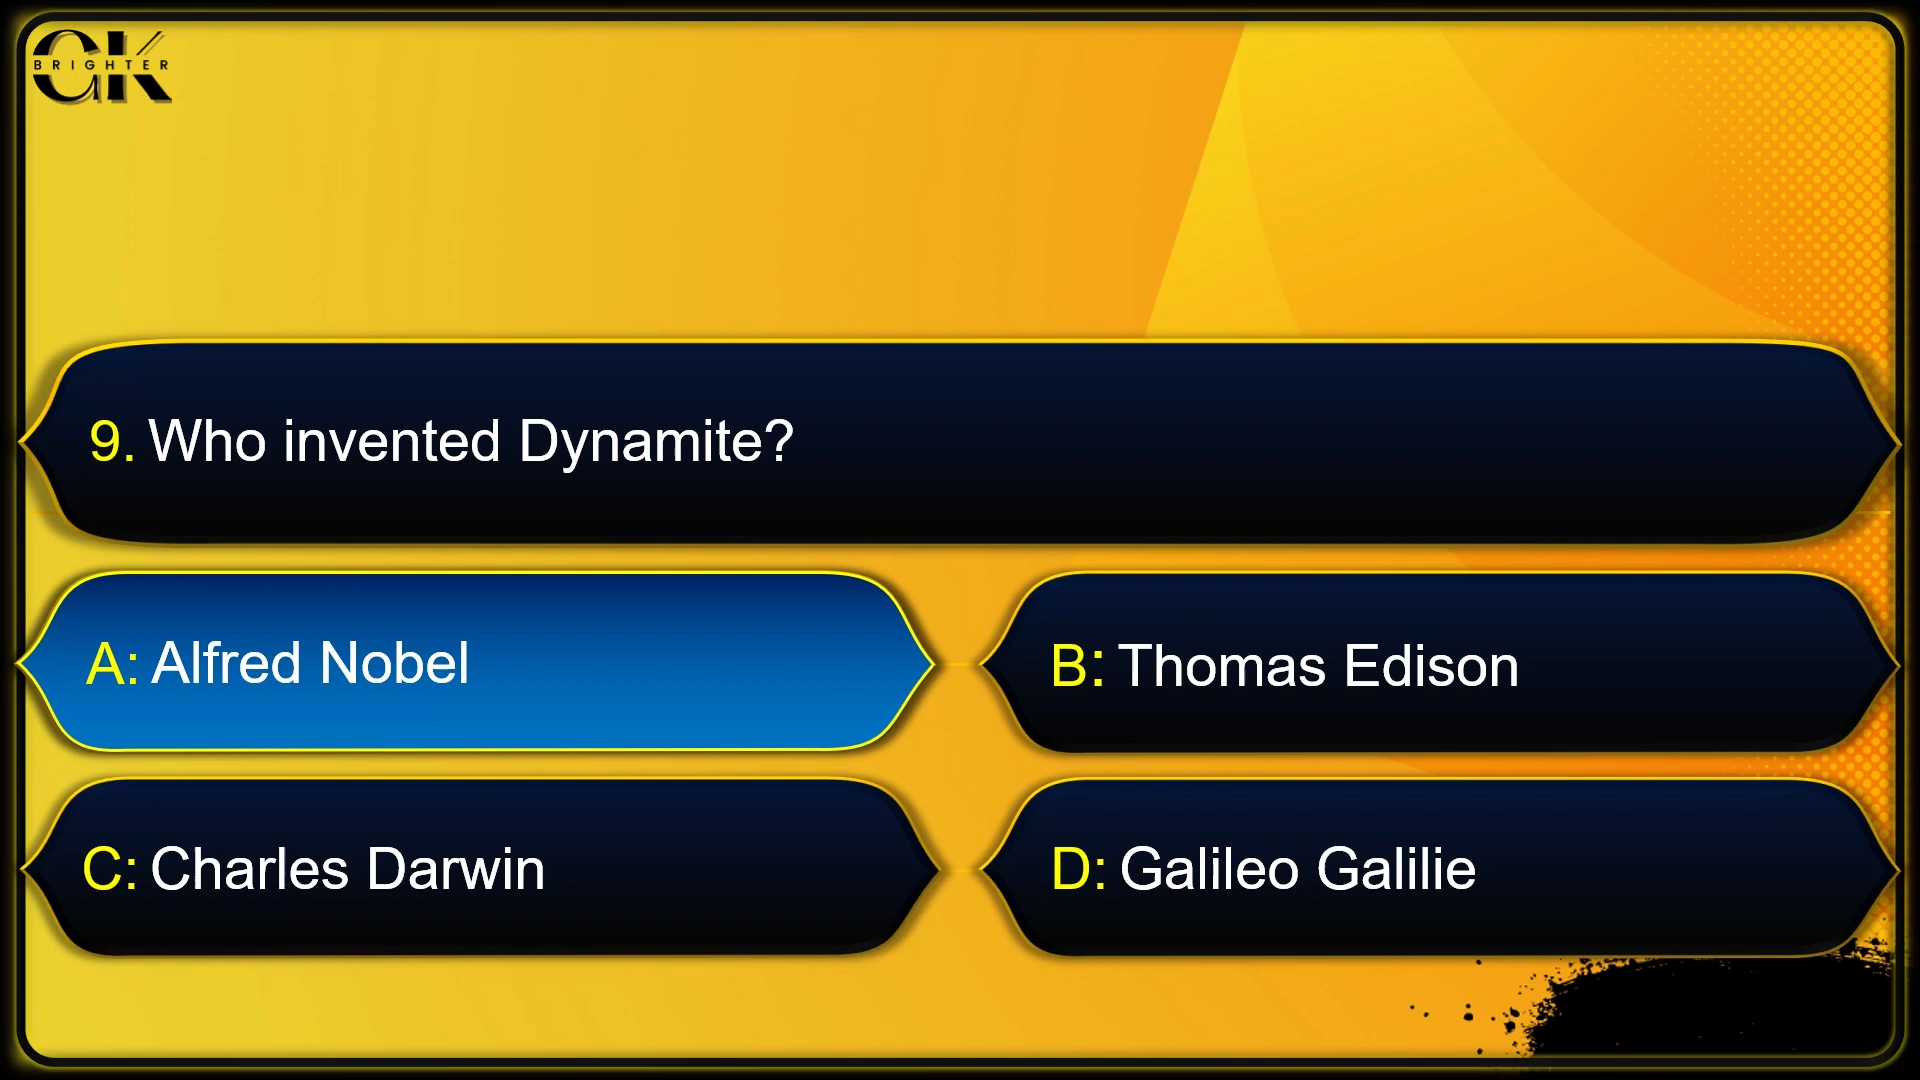 GK
BRIGHTER
9. Who invented Dynamite?
A: Alfred Nobel
B: Thomas Edison
C: Charles Darwin
D: Galileo Galilie